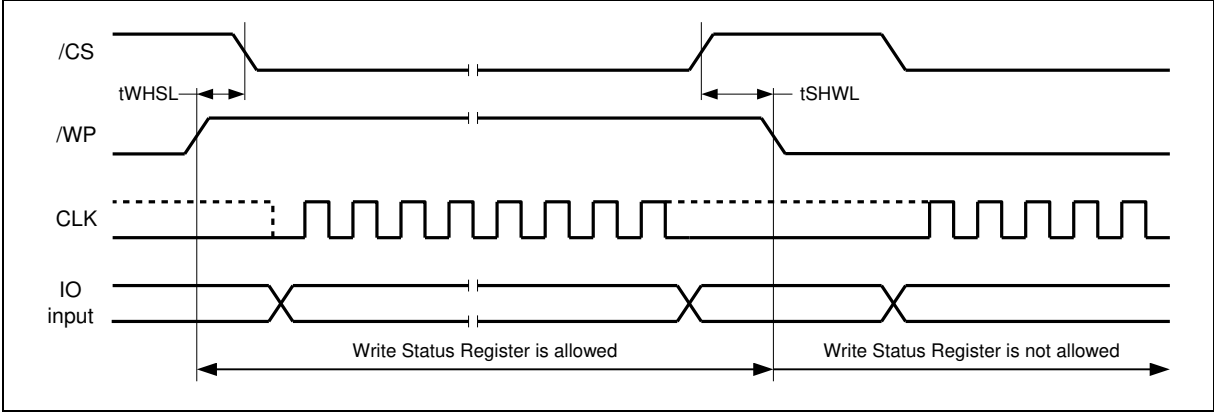 /CS
tWHSL
tSHWL
/WP
CLK
IO
input
Write Status Register is allowed
Write Status Register is not allowed